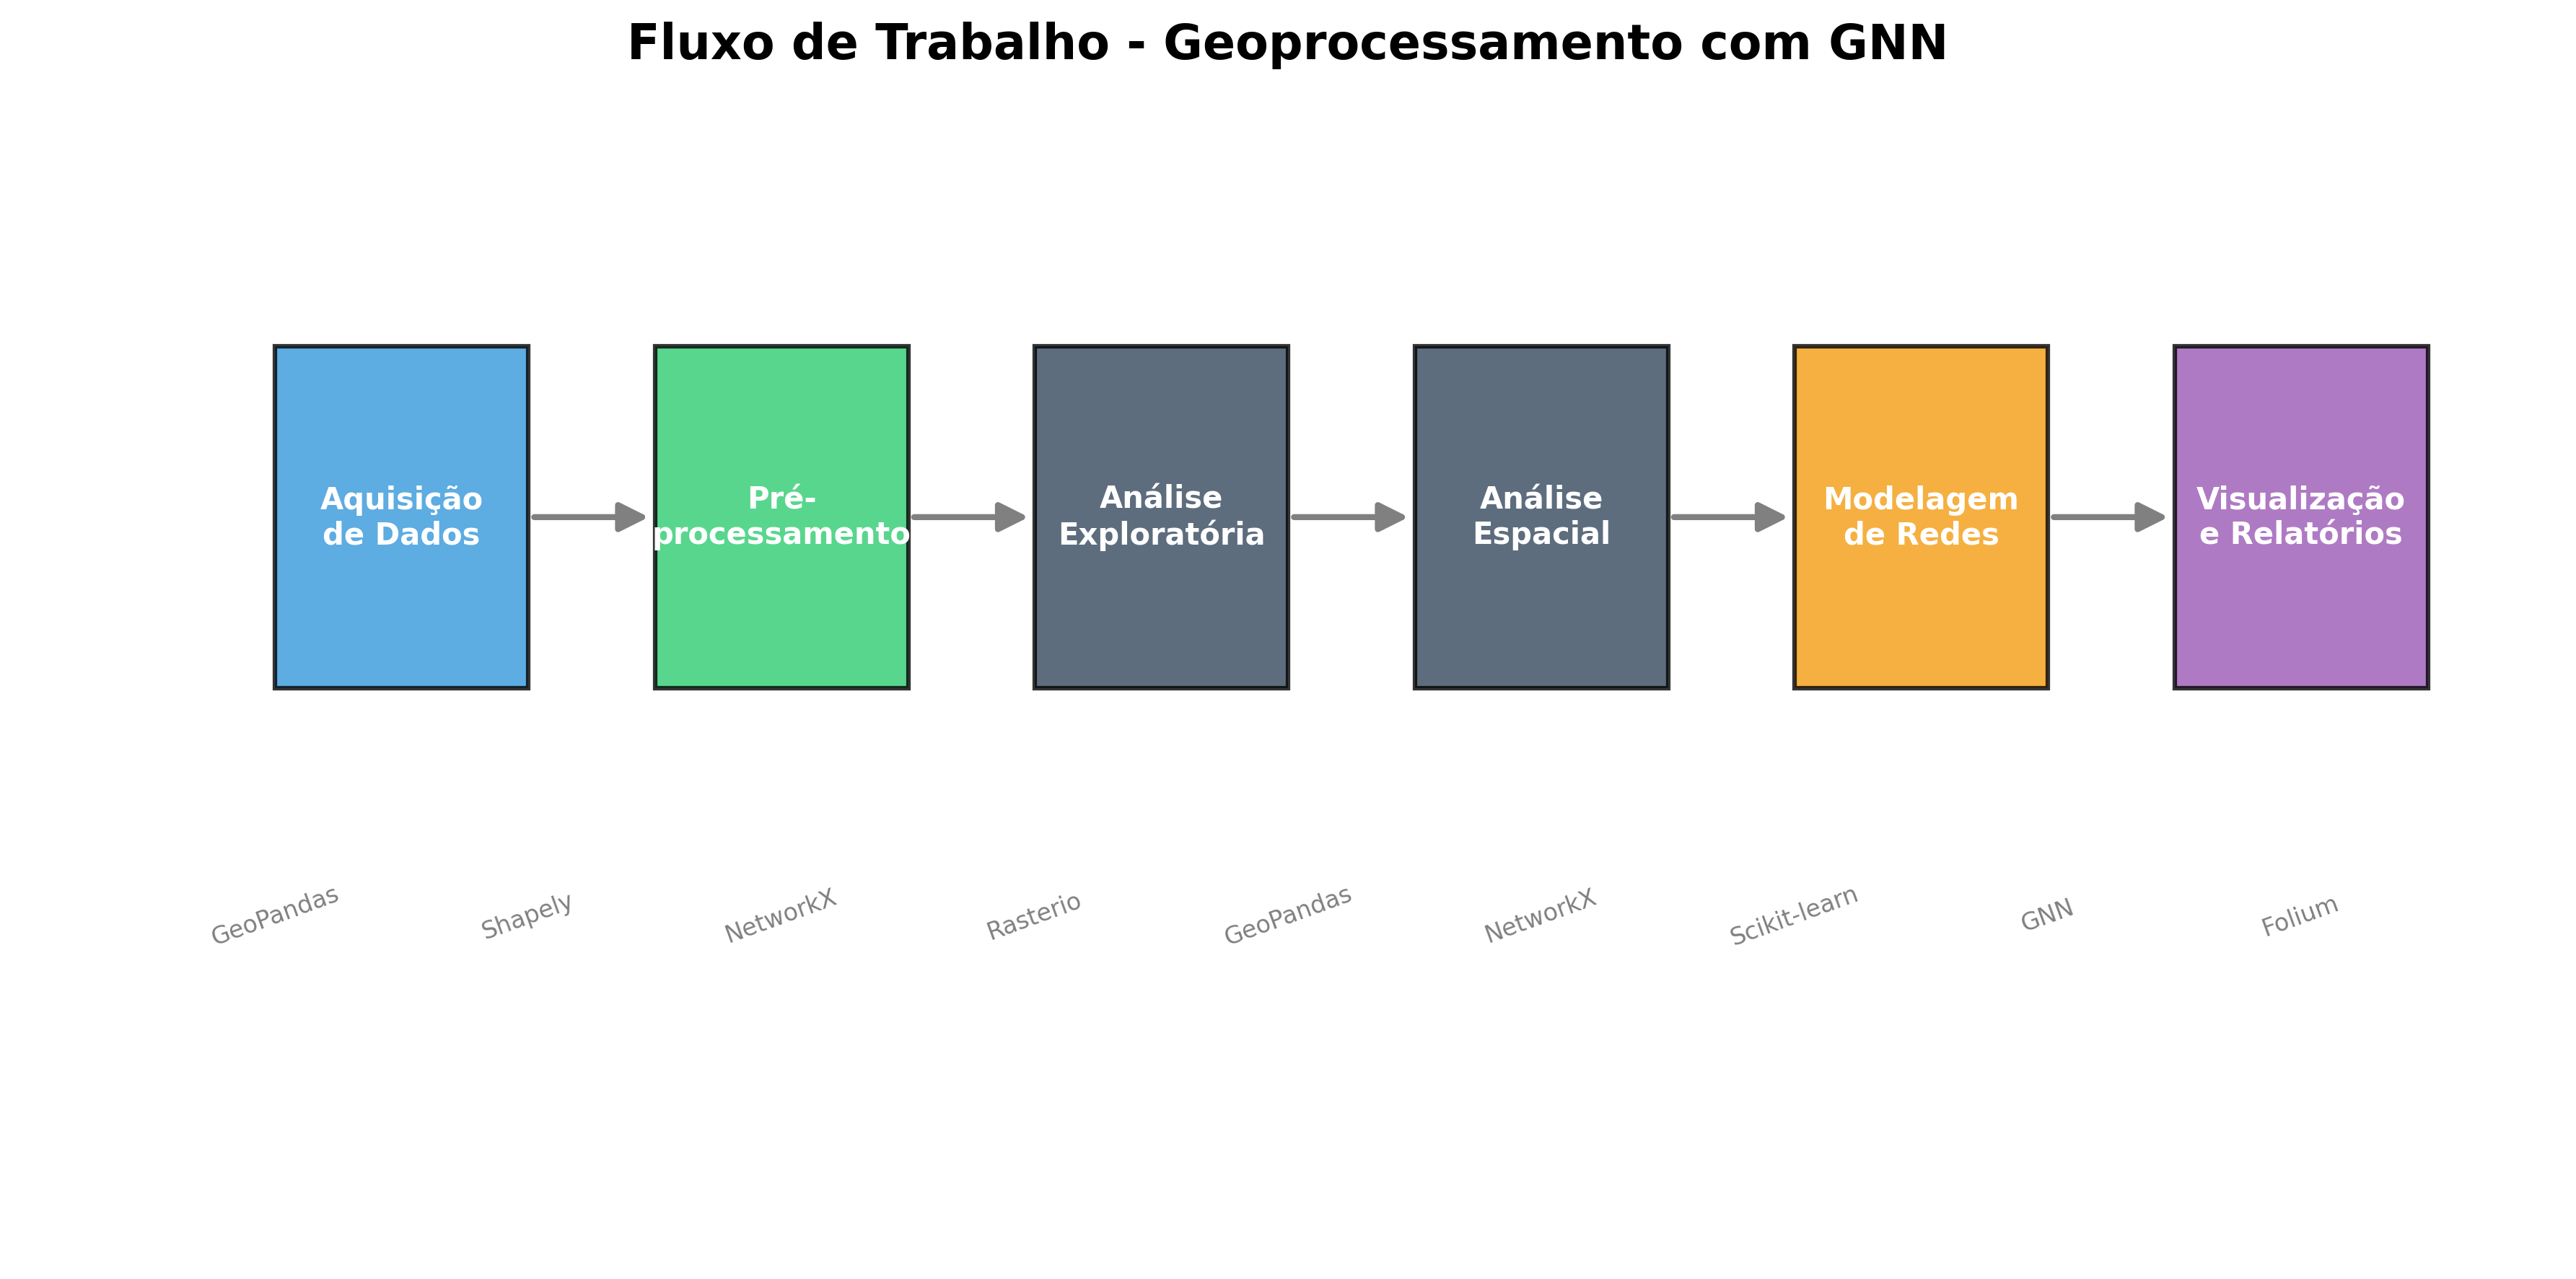 Fluxo de Trabalho - Geoprocessamento com GNN
Aquisição
de Dados
Pré-
processamento
Análise
Exploratória
Análise
Espacial
Modelagem
de Redes
Visualização
e Relatórios
GeoPandas
Shapely
NetworkX
Rasterio
GeoPandas
NetworkX
Scikit-learn
GNN
Folium